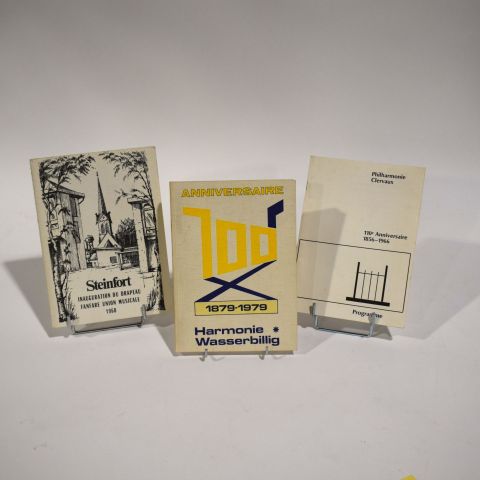 Steinfort
INAUGURATION DU DRAPEAU
FANFARE UNION MUSICALE
1968
ANNIVERSAIRE
100
1879-1979
Harmonie *
Wasserbillig
Philharmonie
Clervaux
110e Anniversaire
1856-1966
Programme